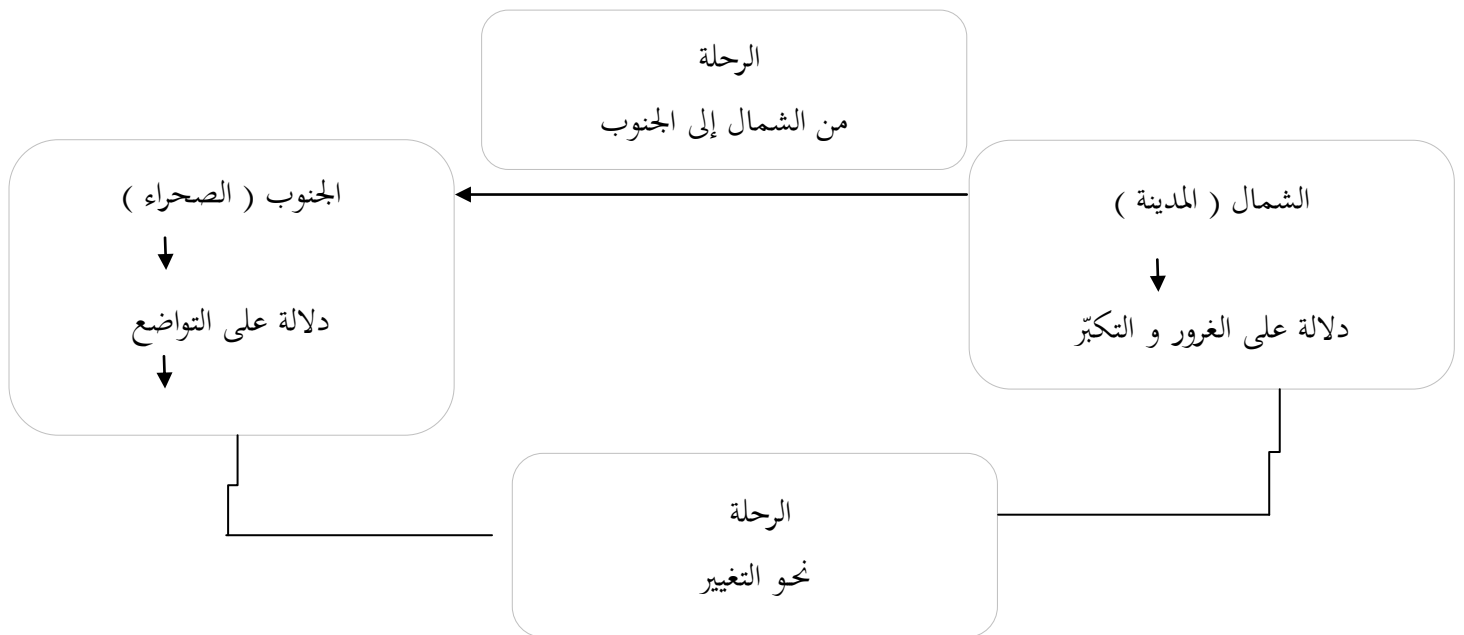 الرحلة
من الشمال إلى الجنوب
الشمال ( المدينة )
دلالة على الغرور و التكبّر
الجنوب ( الصحراء )
دلالة على التواضع
الرحلة
نحو التغيير